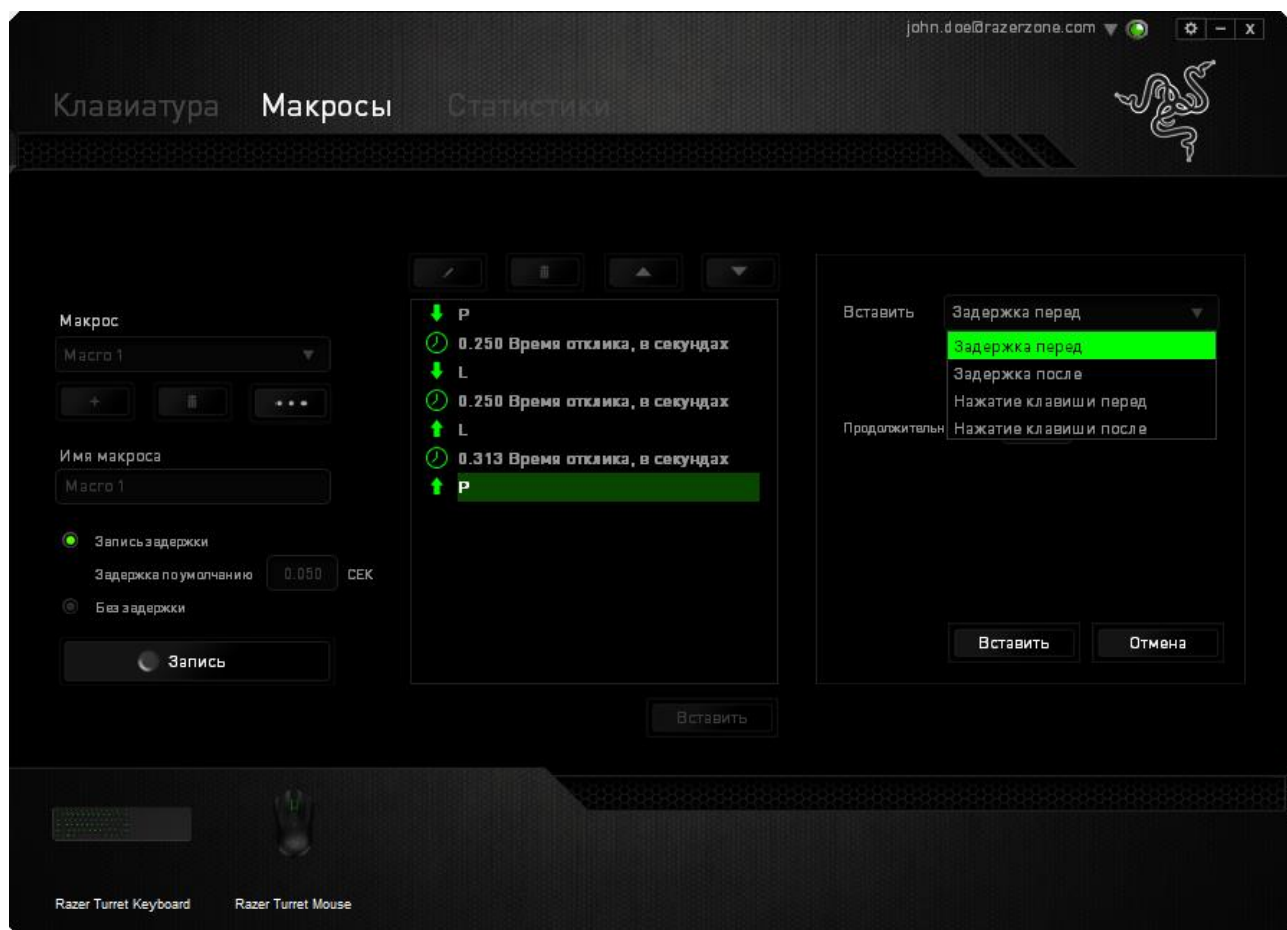 john.doe@razerzone.com
Клавиатура Макросы Статистики
Макрос
Macro 1
Имя макроса
Macro 1
Запись задержки
Задержка по умолчанию 0.050 СЕК
Без задержки
Запись
P
0.250 Время отклика, в секундах
L
0.250 Время отклика, в секундах
L
0.313 Время отклика, в секундах
P
Вставить
Вставить Задержка перед
Задержка перед
Задержка после
Нажатие клавиши перед
Продолжительн Нажатие клавиши после
Вставить Отмена
Razer Turret Keyboard Razer Turret Mouse